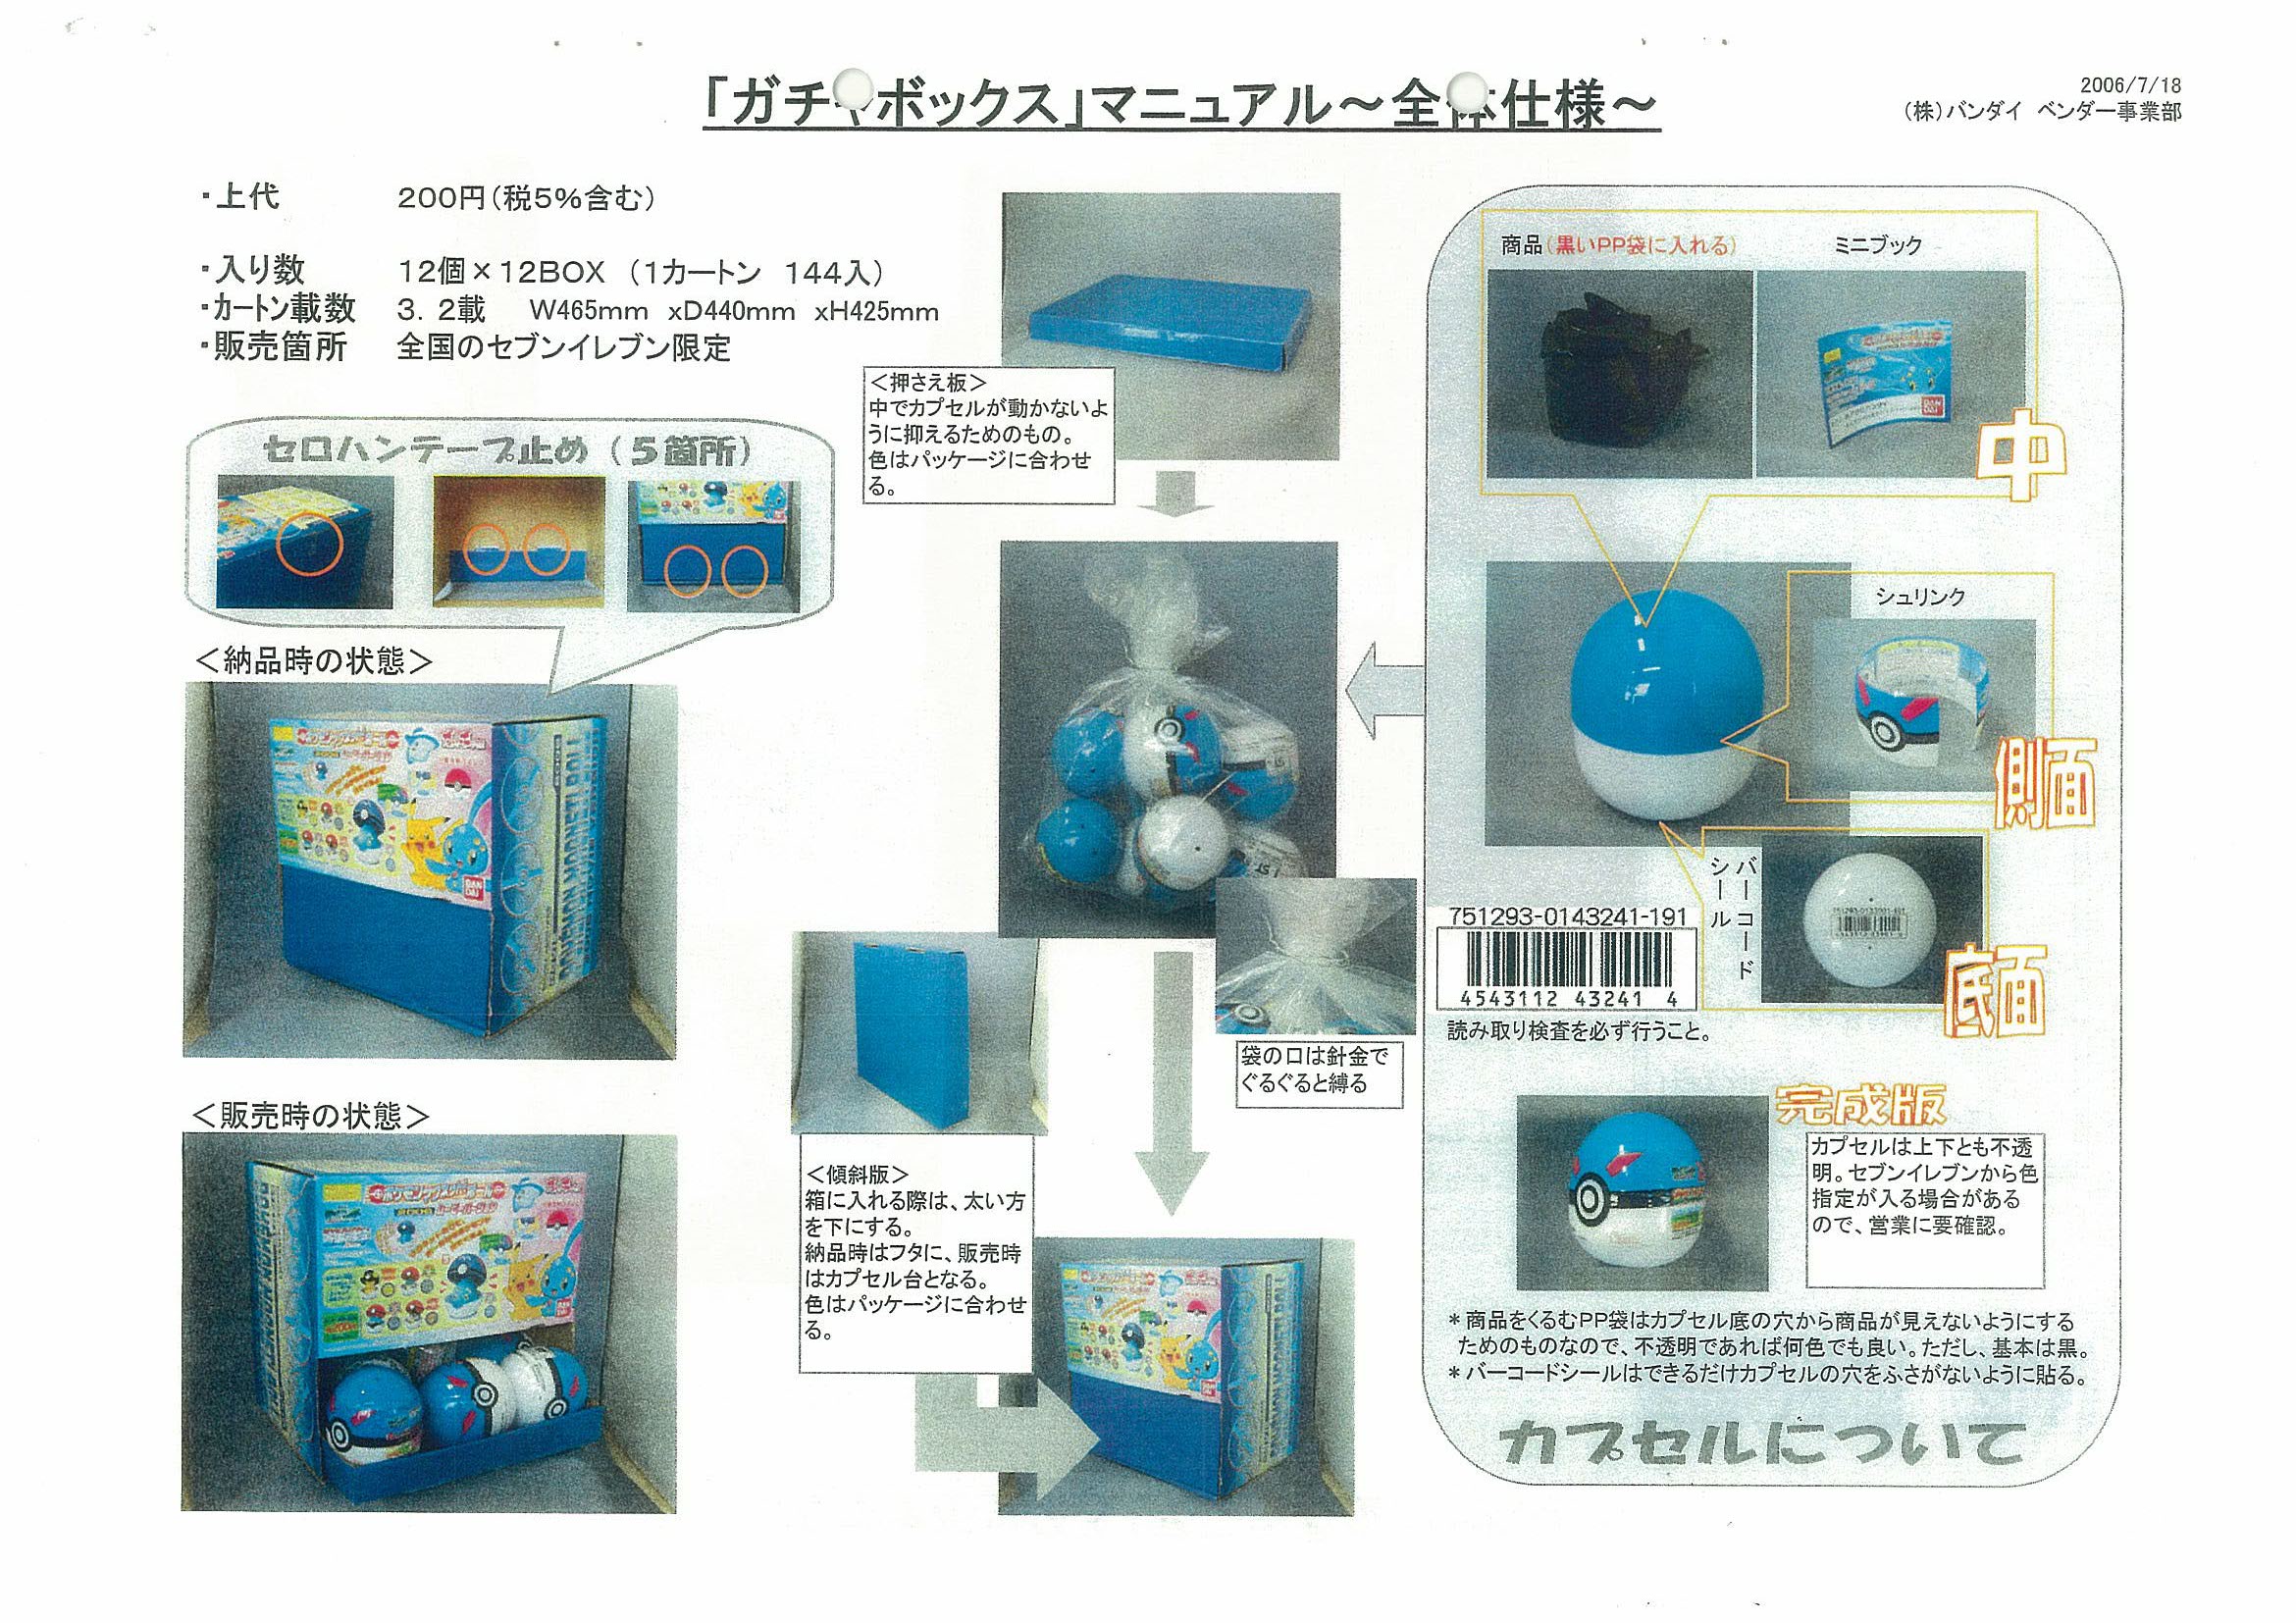 「ガチャボックス」マニュアル～全体仕様～
2006/7/18
（株）バンダイ ベンダー事業部
・上代 200円（税5％含む）
・入り数 12個×12BOX （1カートン 144入）
・カートン載数 3．2載 W465mm xD440mm xH425mm
・販売箇所 全国のセブンイレブン限定
セロハンテープ止め（5箇所）
＜納品時の状態＞
＜販売時の状態＞
＜押さえ板＞
中でカプセルが動かないよ
うに抑えるためのもの。
色はパッケージに合わせ
る。
袋の口は針金で
ぐるぐると縛る
＜傾斜版＞
箱に入れる際は、太い方
を下にする。
納品時はフタに、販売時
はカプセル台となる。
色はパッケージに合わせ
る。
商品（黒いPP袋に入れる）
ミニブック
中
シュリンク
側面
バーコード
シール
底面
751293-0143241-191
4543112 43241 4
読み取り検査を必ず行うこと。
完成版
カプセルは上下とも不透
明。セブンイレブンから色
指定が入る場合がある
ので、営業に要確認。
＊商品をくるむPP袋はカプセル底の穴から商品が見えないようにする
ためのものなので、不透明であれば何色でも良い。ただし、基本は黒。
＊バーコードシールはできるだけカプセルの穴をふさがないように貼る。
カプセルについて